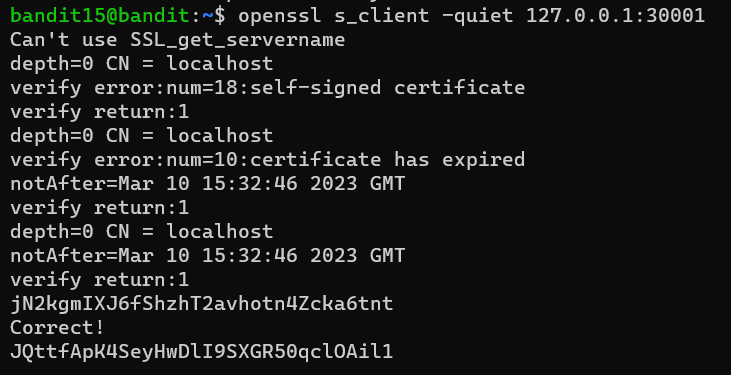 bandit15@bandit:~$ openssl s_client -quiet 127.0.0.1:30001
Can't use SSL_get_servername
depth=0 CN = localhost
verify error:num=18:self-signed certificate
verify return:1
depth=0 CN = localhost
verify error:num=10:certificate has expired
notAfter=Mar 10 15:32:46 2023 GMT
verify return:1
depth=0 CN = localhost
notAfter=Mar 10 15:32:46 2023 GMT
verify return:1
jN2kgmIXJ6fShzhT2avhotn4Zcka6tnt
Correct!
JQttfApK4SeyHwDlI9SXGR50qclOAil1